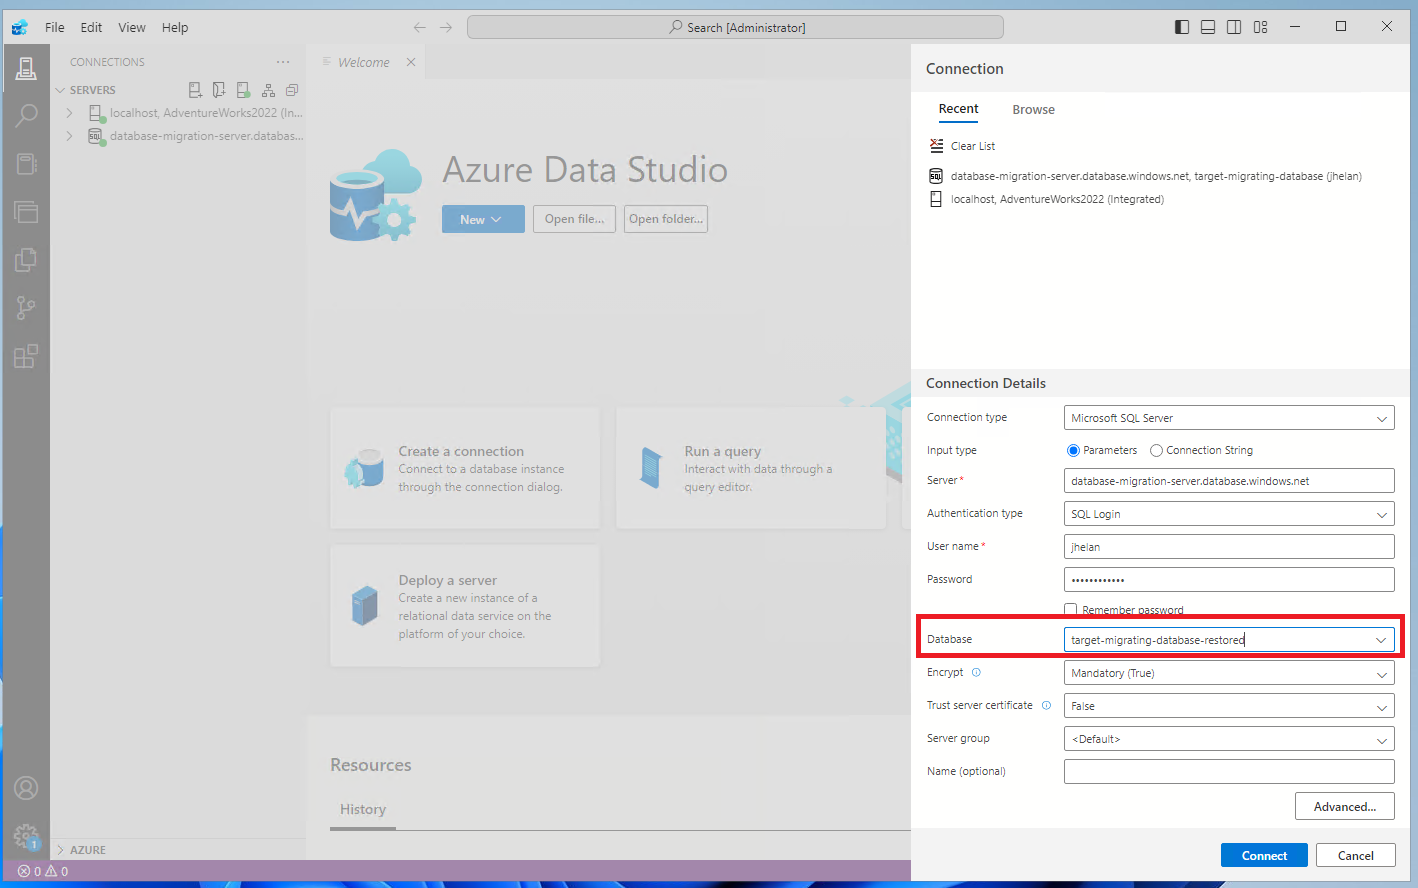 File Edit View Help
Search [Administrator]
CONNECTIONS
SERVERS
localhost, AdventureWorks2022 (In...
database-migration-server.databas...
Welcome
Azure Data Studio
New
Open file...
Open folder...
Create a connection
Connect to a database instance
through the connection dialog.
Run a query
Interact with data through a
query editor.
Deploy a server
Create a new instance of a
relational data service on the
platform of your choice.
Resources
History
AZURE
1
0 0
Connection
Recent Browse
Clear List
SQL database-migration-server.database.windows.net, target-migrating-database (jhelan)
localhost, AdventureWorks2022 (Integrated)
Connection Details
Connection type Microsoft SQL Server
Input type Parameters Connection String
Server* database-migration-server.database.windows.net
Authentication type SQL Login
User name* jhelan
Password ••••••••••••
Remember password
Database target-migrating-database-restored
Encrypt Mandatory (True)
Trust server certificate False
Server group <Default>
Name (optional)
Advanced...
Connect Cancel